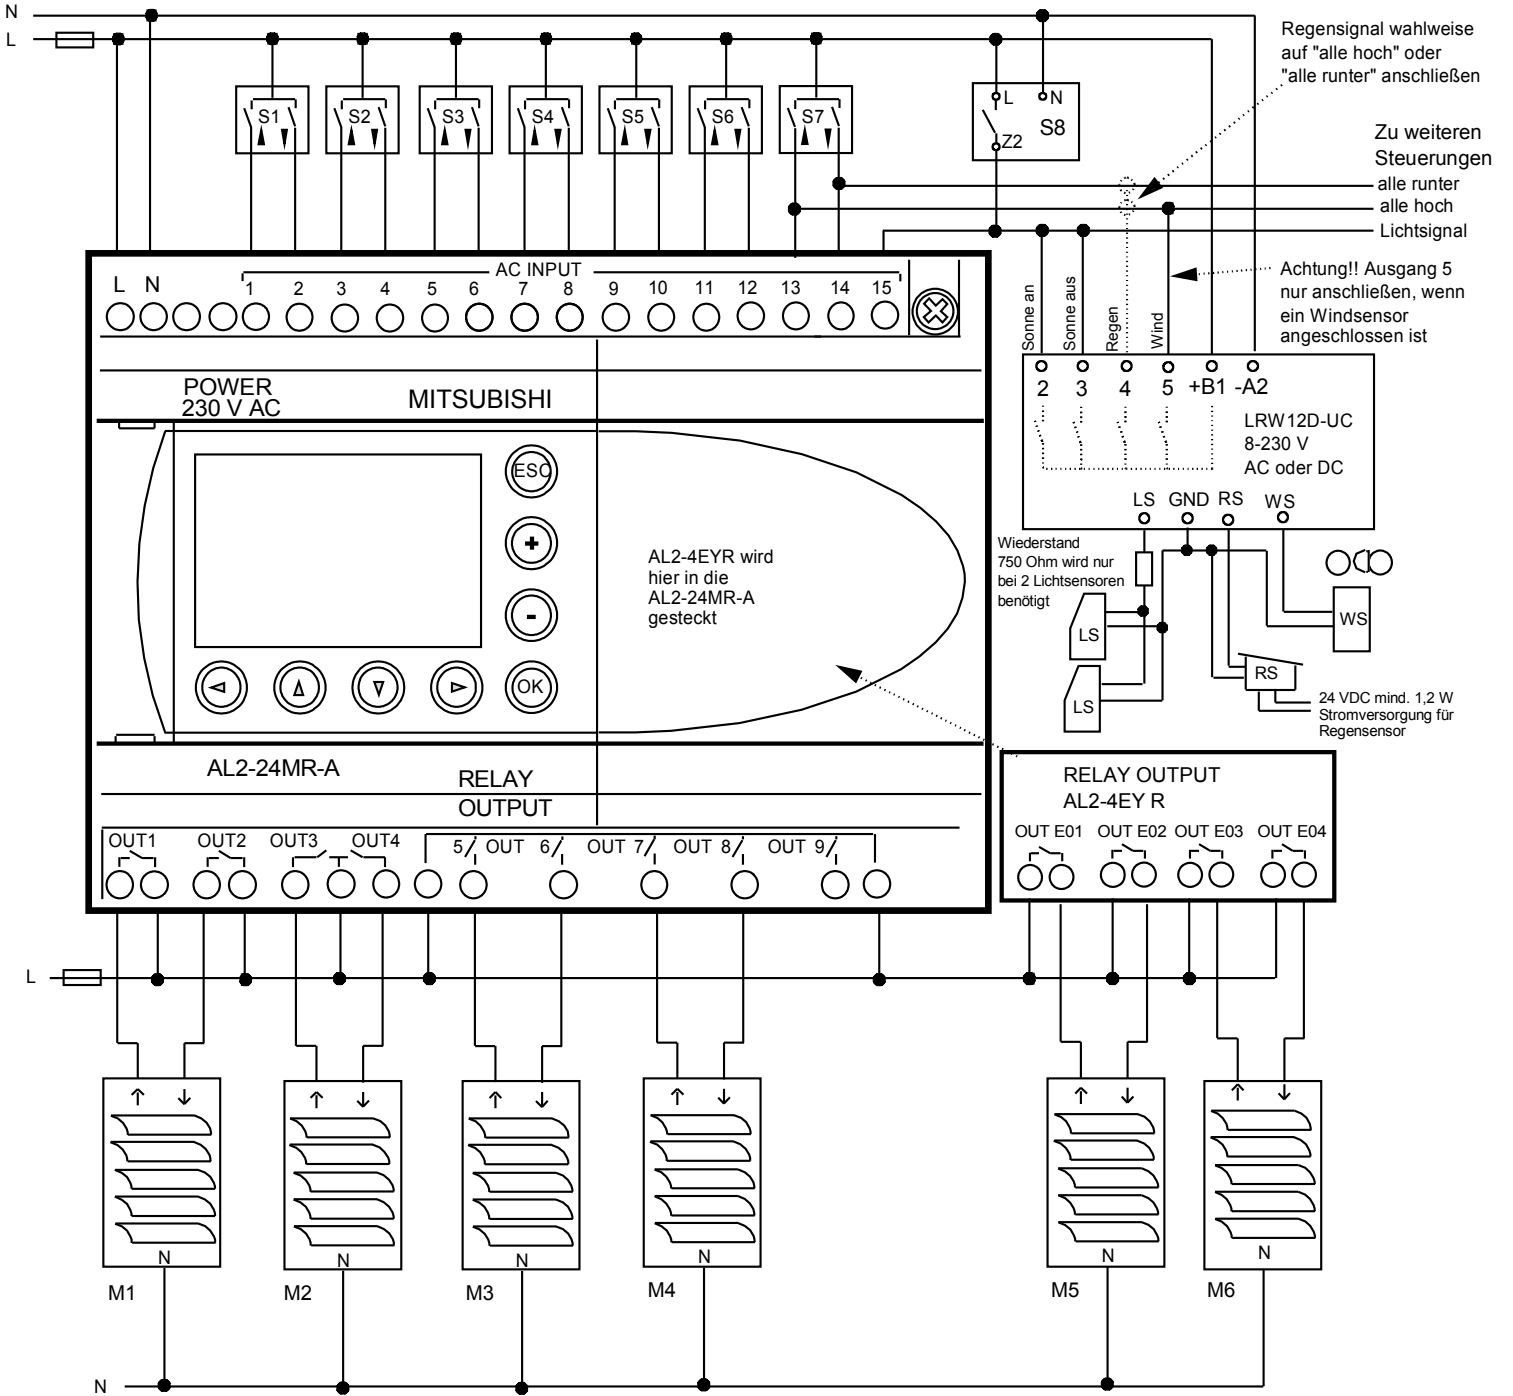 N
L
Regensignal wahlweise
auf "alle hoch" oder
"alle runter" anschließen
S1 S2 S3 S4 S5 S6 S7
L N
S8
Z2
Zu weiteren
Steuerungen
alle runter
alle hoch
Lichtsignal
L N
AC INPUT
1 2 3 4 5 6 7 8 9 10 11 12 13 14 15
Achtung!! Ausgang 5
nur anschließen, wenn
ein Windsensor
angeschlossen ist
Sonne an
Sonne aus
Regen
Wind
2 3 4 5 +B1 -A2
LRW12D-UC
8-230 V
AC oder DC
LS GND RS WS
POWER
230 V AC
MITSUBISHI
ESC
+
-
OK
AL2-4EYR wird
hier in die
AL2-24MR-A
gesteckt
Wiederstand
750 Ohm wird nur
bei 2 Lichtsensoren
benötigt
LS
LS
WS
RS
24 VDC mind. 1,2 W
Stromversorgung für
Regensensor
AL2-24MR-A
RELAY
OUTPUT
OUT1 OUT2 OUT3 OUT4 5 OUT 6 OUT 7 OUT 8 OUT 9
RELAY OUTPUT
AL2-4EY R
OUT E01 OUT E02 OUT E03 OUT E04
L
N N N N N N
M1 M2 M3 M4 M5 M6
N